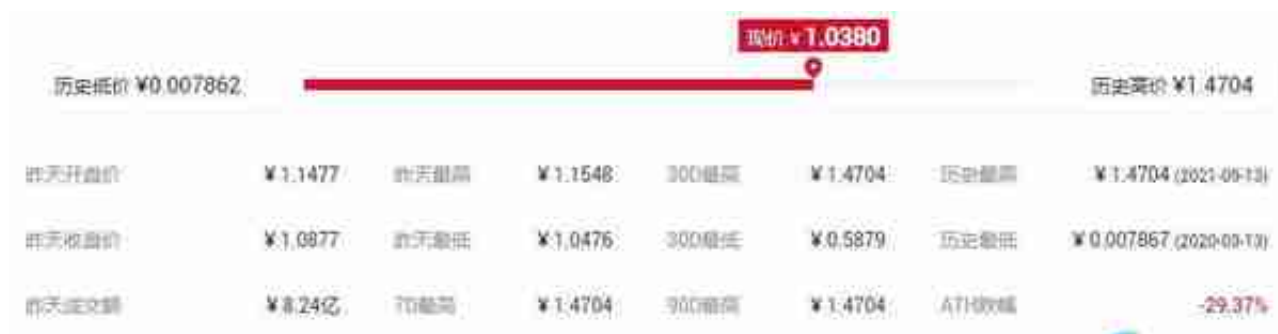 现价 ¥ 1.0380
历史低价 ¥0.007862 历史高价 ¥1.4704
昨天开盘价 ¥ 1.1477 昨天最高 ¥ 1.1548 30D最高 ¥ 1.4704 历史最高 ¥ 1.4704 (2021-09-13)
昨天收盘价 ¥ 1.0877 昨天最低 ¥ 1.0476 30D最低 ¥ 0.5879 历史最低 ¥ 0.007867 (2020-03-13)
昨天成交额 ¥ 8.24亿 7D最高 ¥ 1.4704 90D最高 ¥ 1.4704 ATH跌幅 -29.37%